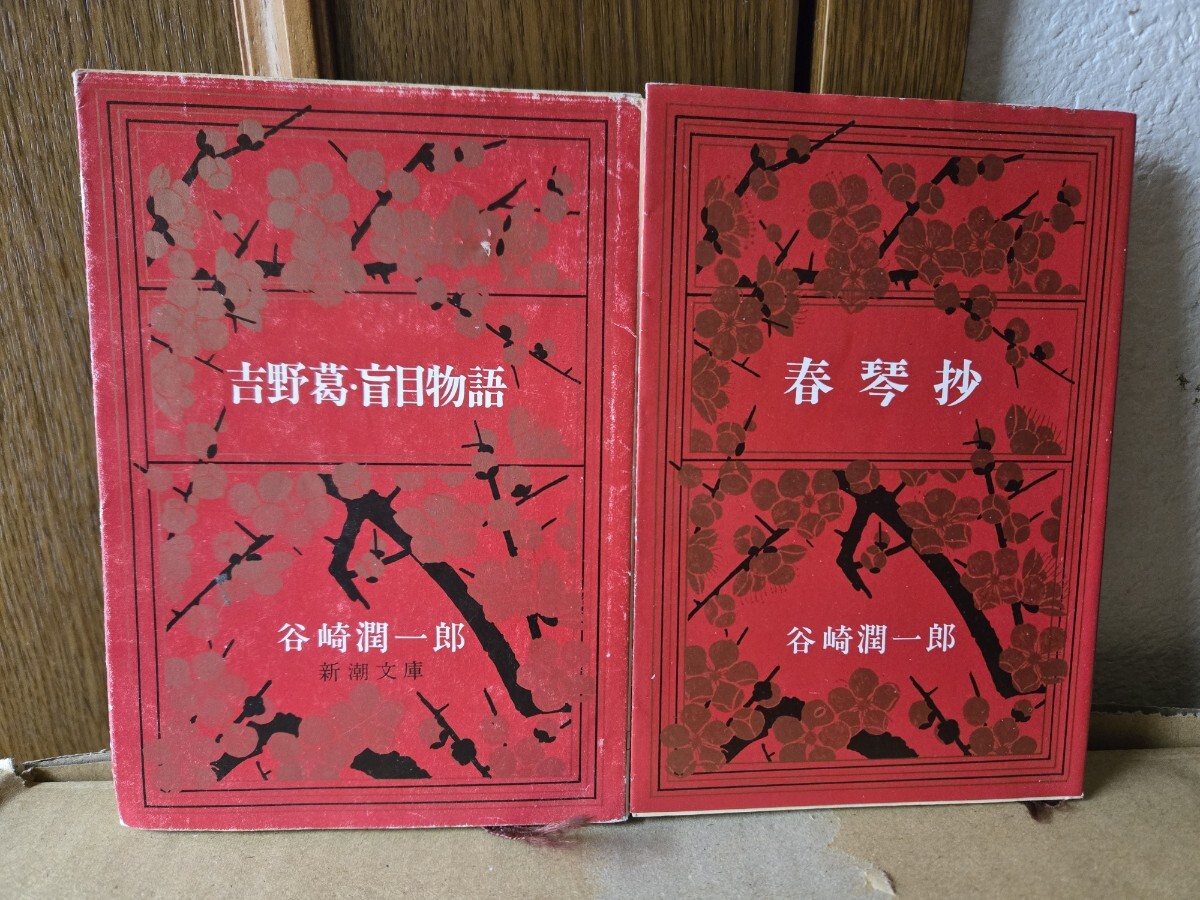 吉野葛・盲目物語
谷崎潤一郎
新潮文庫
春琴抄
谷崎潤一郎